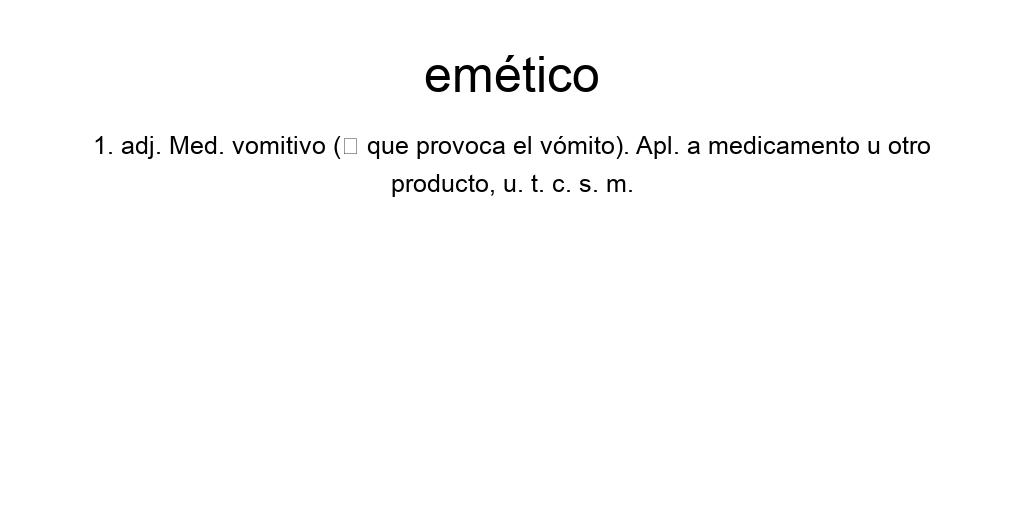 emético
1. adj. Med. vomitivo (□ que provoca el vómito). Apl. a medicamento u otro
producto, u. t. c. s. m.